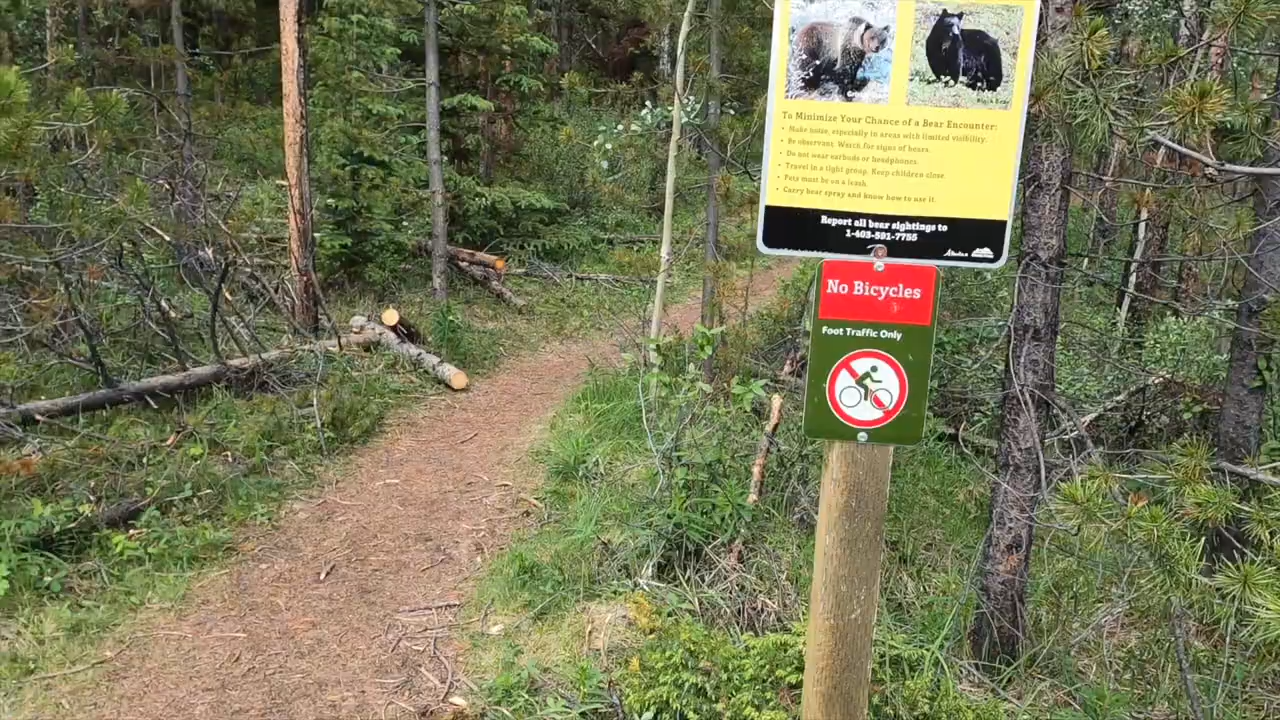 Black Bear
To Minimize Your Chance of a Bear Encounter:
• Make noise, especially in areas with limited visibility.
• Be observant. Watch for signs of bears.
• Do not wear earbuds or headphones.
• Travel in a tight group. Keep children close.
• Pets must be on a leash.
• Carry bear spray and know how to use it.
Report all bear sightings to
1-403-591-7755
Alberta
No Bicycles
Foot Traffic Only